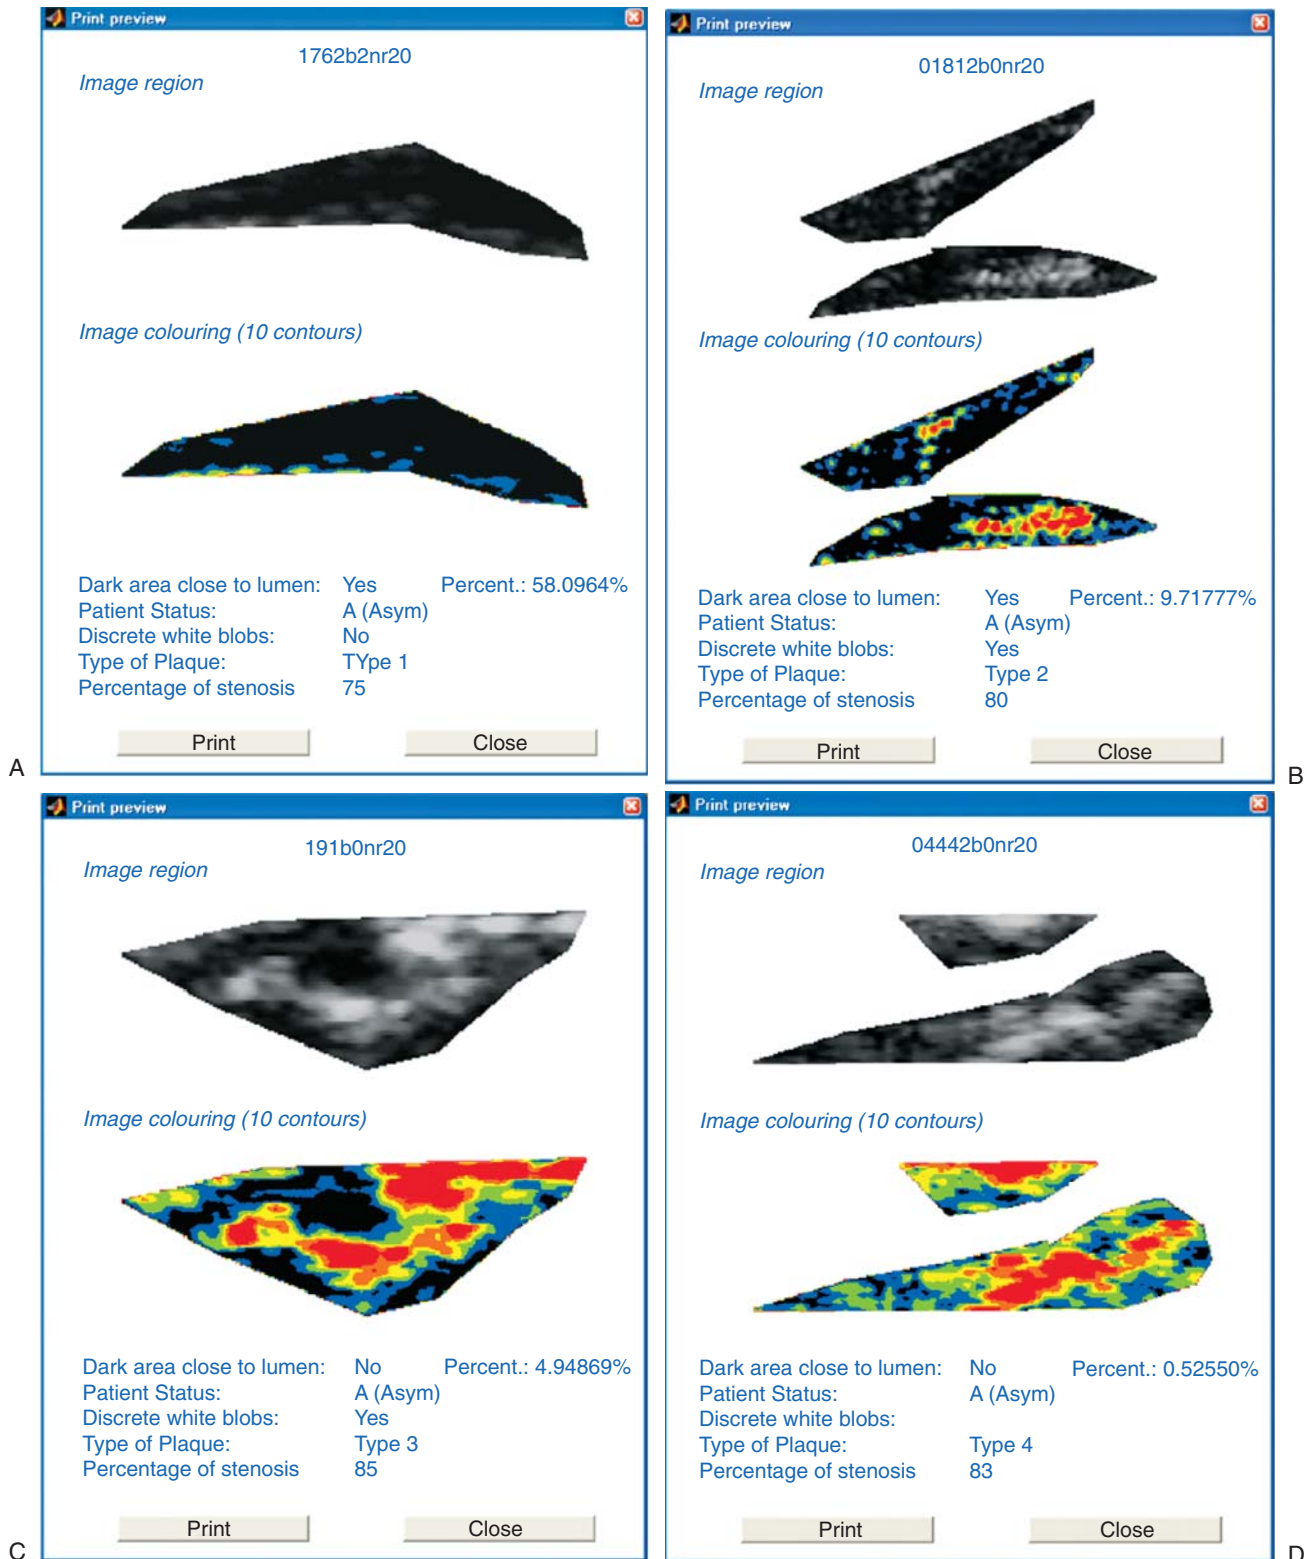 Print preview
1762b2nr20
Image region
Image colouring (10 contours)
Dark area close to lumen: Yes Percent.: 58.0964%
Patient Status: A (Asym)
Discrete white blobs: No
Type of Plaque: TYpe 1
Percentage of stenosis 75
Print Close
A
Print preview
01812b0nr20
Image region
Image colouring (10 contours)
Dark area close to lumen: Yes Percent.: 9.71777%
Patient Status: A (Asym)
Discrete white blobs: Yes
Type of Plaque: Type 2
Percentage of stenosis 80
Print Close
B
Print preview
191b0nr20
Image region
Image colouring (10 contours)
Dark area close to lumen: No Percent.: 4.94869%
Patient Status: A (Asym)
Discrete white blobs: Yes
Type of Plaque: Type 3
Percentage of stenosis 85
Print Close
C
Print preview
04442b0nr20
Image region
Image colouring (10 contours)
Dark area close to lumen: No Percent.: 0.52550%
Patient Status: A (Asym)
Discrete white blobs:
Type of Plaque: Type 4
Percentage of stenosis 83
Print Close
D